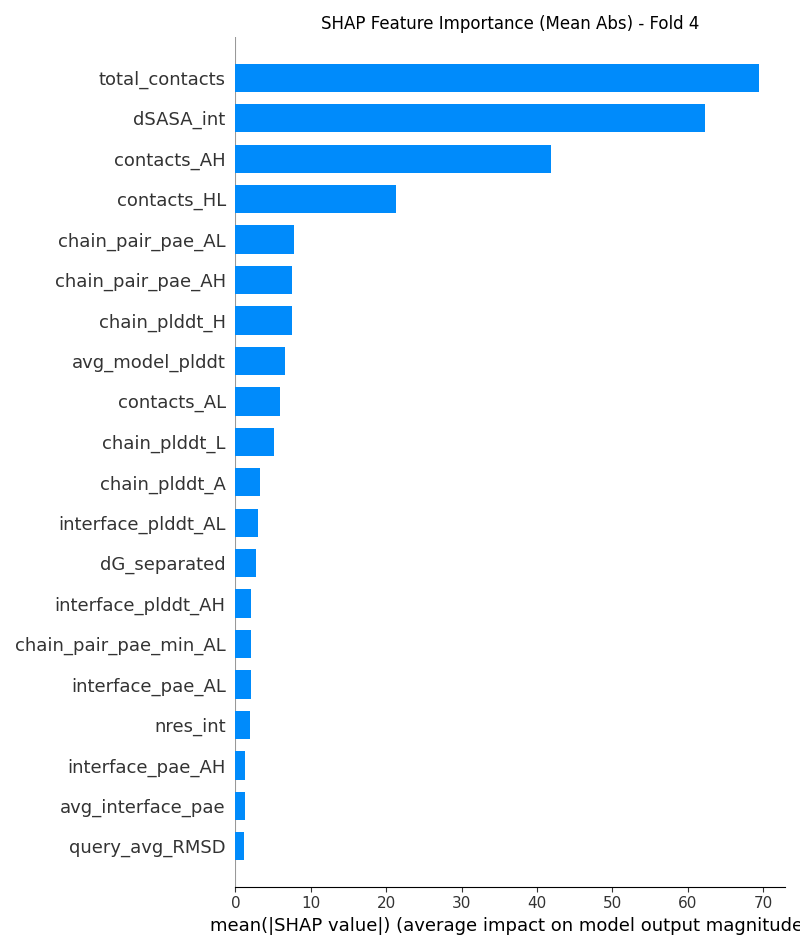 SHAP Feature Importance (Mean Abs) - Fold 4
total_contacts
dSASA_int
contacts_AH
contacts_HL
chain_pair_pae_AL
chain_pair_pae_AH
chain_plddt_H
avg_model_plddt
contacts_AL
chain_plddt_L
chain_plddt_A
interface_plddt_AL
dG_separated
interface_plddt_AH
chain_pair_pae_min_AL
interface_pae_AL
nres_int
interface_pae_AH
avg_interface_pae
query_avg_RMSD
0 10 20 30 40 50 60 70
mean(|SHAP value|) (average impact on model output magnitude